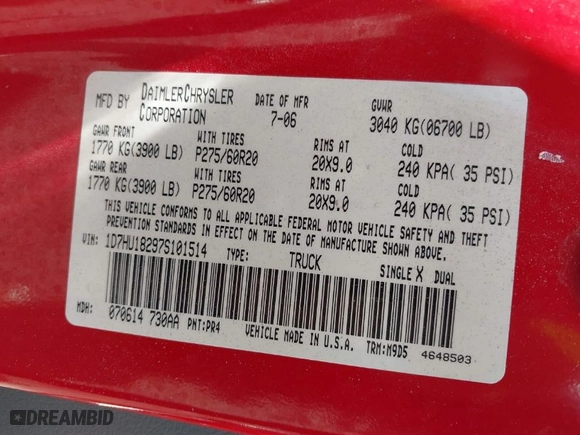 MFD BY DAIMLERCHRYSLER CORPORATION DATE OF MFR 7-06 GVWR 3040 KG(06700 LB)
GAWR FRONT WITH TIRES RIMS AT COLD
1770 KG(3900 LB) P275/60R20 20X9.0 240 KPA( 35 PSI)
GAWR REAR WITH TIRES RIMS AT COLD
1770 KG(3900 LB) P275/60R20 20X9.0 240 KPA( 35 PSI)
THIS VEHICLE CONFORMS TO ALL APPLICABLE FEDERAL MOTOR VEHICLE SAFETY AND THEFT
PREVENTION STANDARDS IN EFFECT ON THE DATE OF MANUFACTURE SHOWN ABOVE.
VIN: 1D7HU18297S101514 TYPE: TRUCK SINGLE X DUAL
MDH: 070614 730AA PNT:PR4 VEHICLE MADE IN U.S.A. TRM:M9D5 4648503
DREAMBID